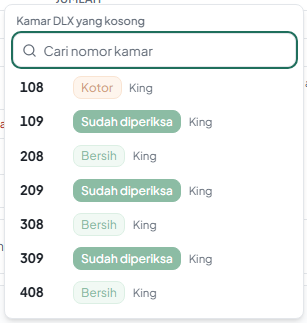 Kamar DLX yang kosong
Cari nomor kamar
108 Kotor King
109 Sudah diperiksa King
208 Bersih King
209 Sudah diperiksa King
308 Bersih King
309 Sudah diperiksa King
408 Bersih King